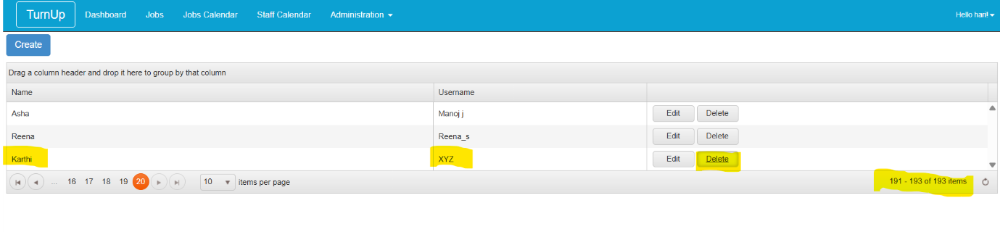 TurnUp Dashboard Jobs Jobs Calendar Staff Calendar Administration Hello hari!
Create
Drag a column header and drop it here to group by that column
Name Username
Asha Manoj j Edit Delete
Reena Reena_s Edit Delete
Karthi XYZ Edit Delete
... 16 17 18 19 20 10 items per page 191 - 193 of 193 items